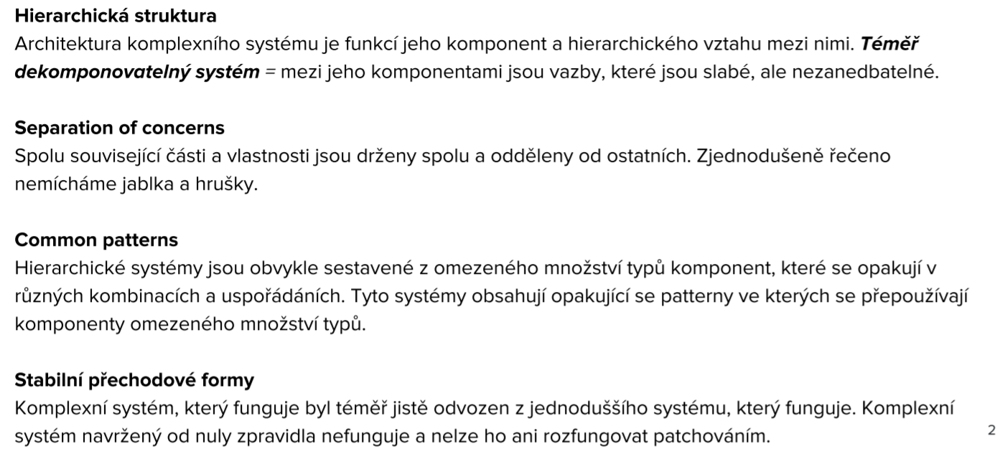 Hierarchická struktura
Architektura komplexního systému je funkcí jeho komponent a hierarchického vztahu mezi nimi. Téměř
dekomponovatelný systém = mezi jeho komponentami jsou vazby, které jsou slabé, ale nezanedbatelné.
Separation of concerns
Spolu související části a vlastnosti jsou drženy spolu a odděleny od ostatních. Zjednodušeně řečeno
nemícháme jablka a hrušky.
Common patterns
Hierarchické systémy jsou obvykle sestavené z omezeného množství typů komponent, které se opakují v
různých kombinacích a uspořádáních. Tyto systémy obsahují opakující se patterny ve kterých se přepoužívají
komponenty omezeného množství typů.
Stabilní přechodové formy
Komplexní systém, který funguje byl téměř jistě odvozen z jednoduššího systému, který funguje. Komplexní
systém navržený od nuly zpravidla nefunguje a nelze ho ani rozfungovat patchováním.
2